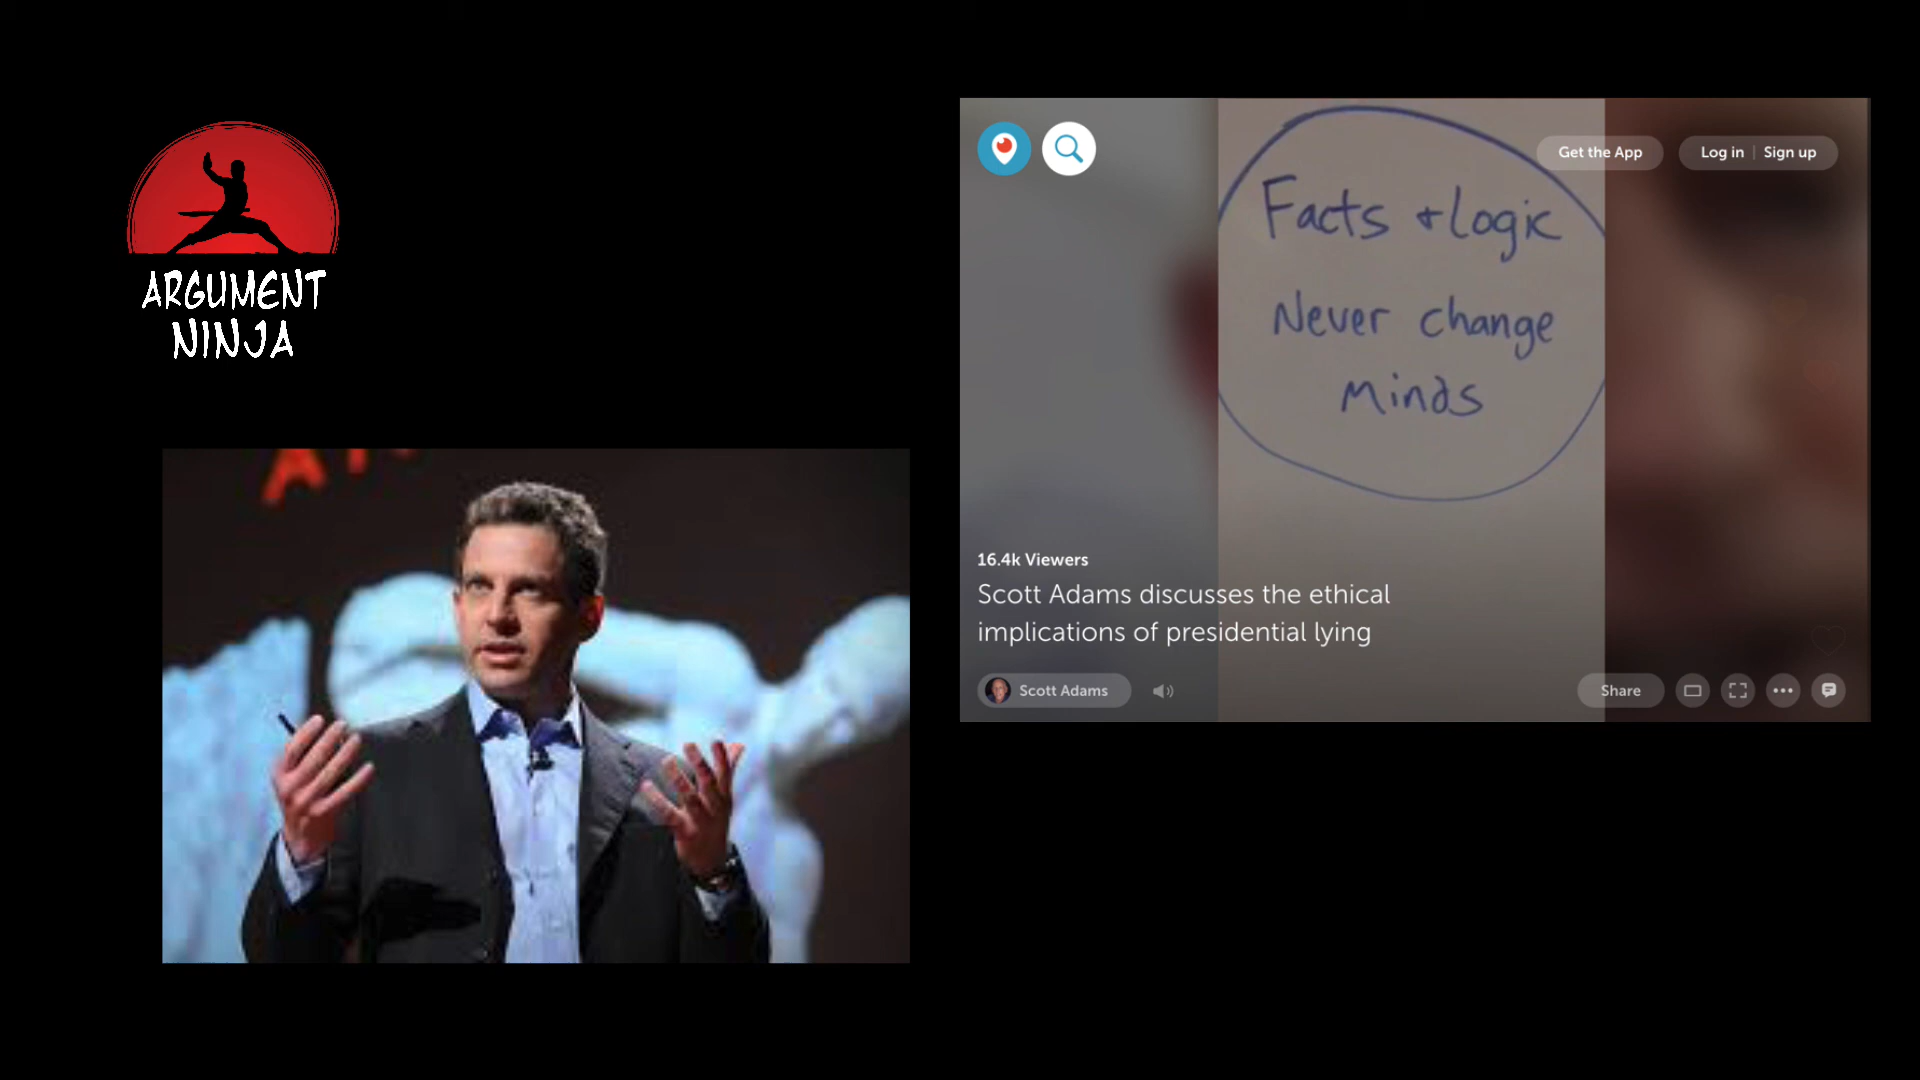 ARGUMENT
NINJA
Get the App
Log in | Sign up
Facts + logic
Never change
Minds
16.4k Viewers
Scott Adams discusses the ethical
implications of presidential lying
Scott Adams
Share